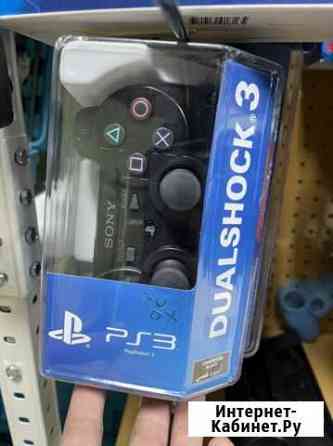 SONY
DUALSHOCK®3
PS3
PlayStation 3
Интернет-
Кабинет.Ру